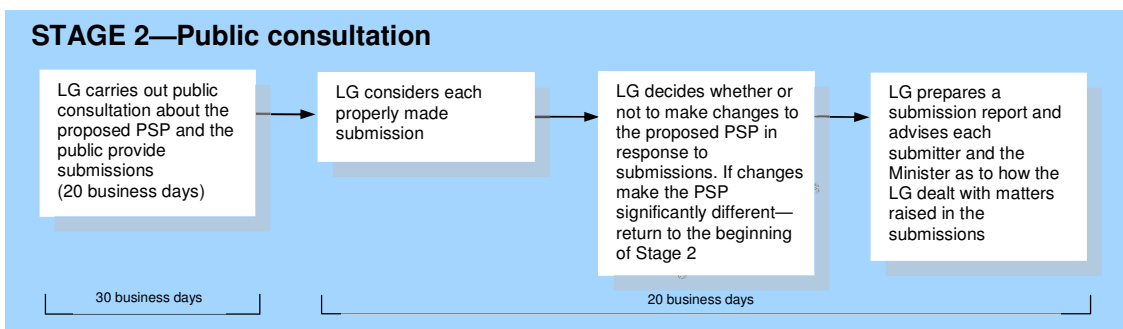 STAGE 2—Public consultation
LG carries out public
consultation about the
proposed PSP and the
public provide
submissions
(20 business days)
LG considers each
properly made
submission
LG decides whether or
not to make changes to
the proposed PSP in
response to
submissions. If changes
make the PSP
significantly different—
return to the beginning
of Stage 2
LG prepares a
submission report and
advises each
submitter and the
Minister as to how the
LG dealt with matters
raised in the
submissions
30 business days
20 business days